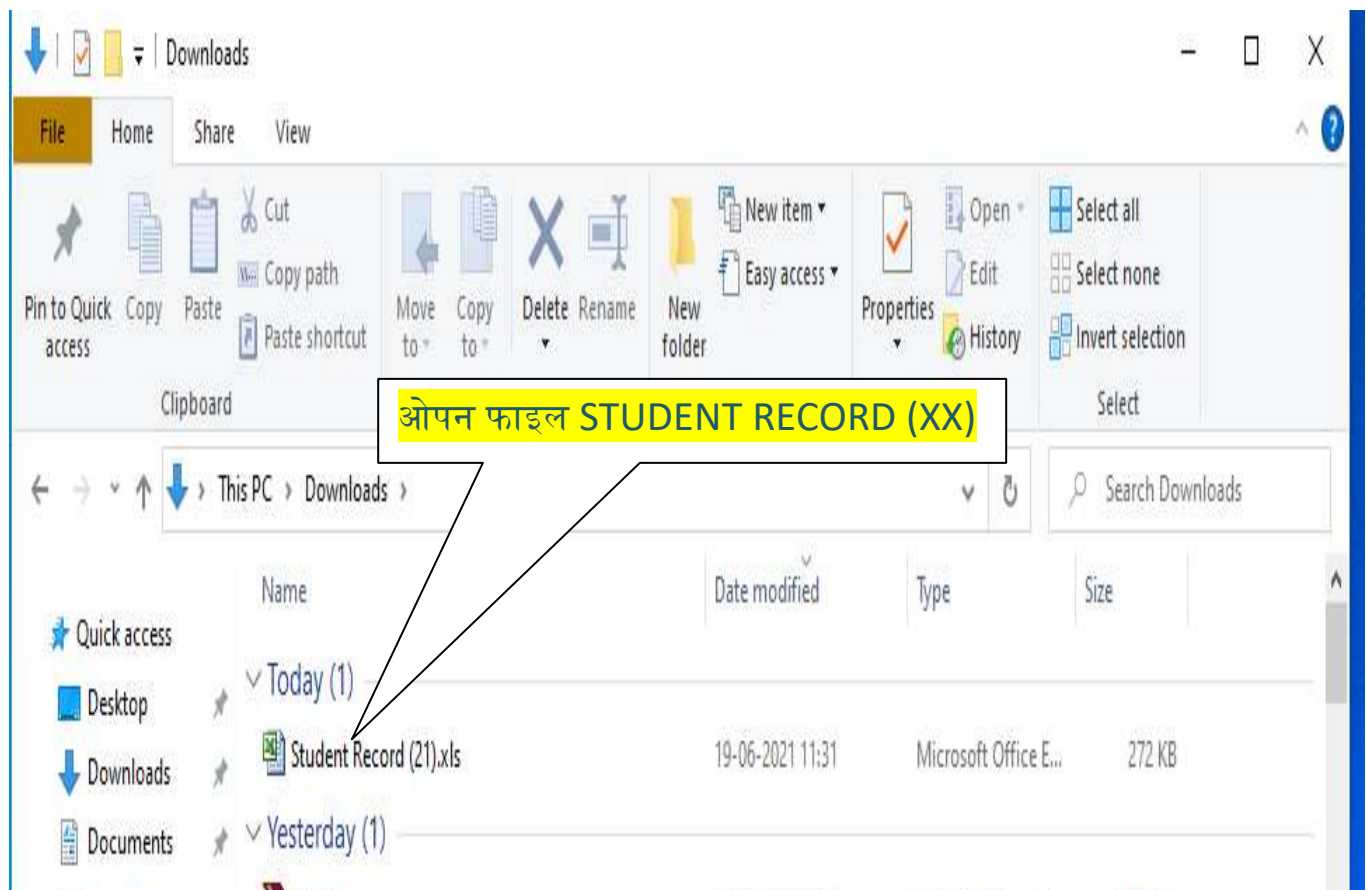 Downloads
File Home Share View
Pin to Quick access
Copy
Paste
Cut
Copy path
Paste shortcut
Move to
Copy to
Delete
Rename
New folder
New item
Easy access
Properties
Open
Edit
History
Select all
Select none
Invert selection
Clipboard
Select
ओपन फाइल STUDENT RECORD (XX)
This PC > Downloads >
Search Downloads
Name Date modified Type Size
Quick access
Desktop
Downloads
Documents
Today (1)
Student Record (21).xls 19-06-2021 11:31 Microsoft Office E... 272 KB
Yesterday (1)